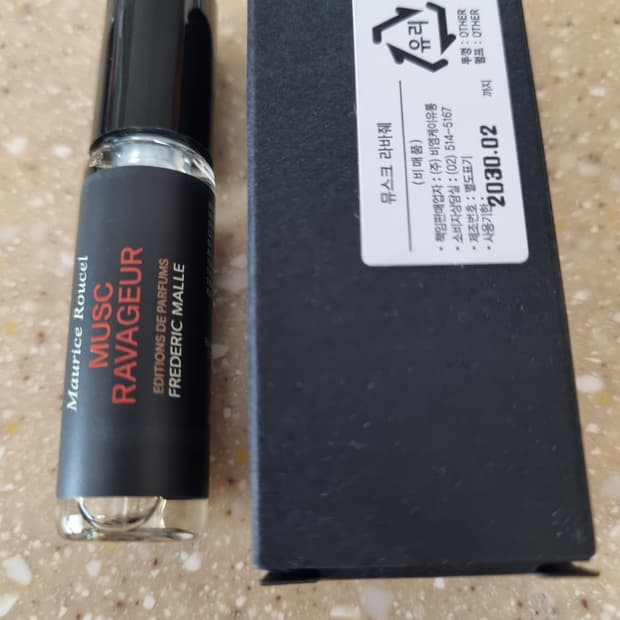 Maurice Roucel
MUSC
RAVAGEUR
EDITIONS DE PARFUMS
FREDERIC MALLE
유리
뚜껑 : OTHER
펌프 : OTHER
뮤스크 라바줴
(비매품)
• 책임판매업자 : (주) 비엠케이유통
• 소비자상담실 : (02) 514-5167
• 제조번호 : 별도표기
• 사용기한 : 2030.02 까지